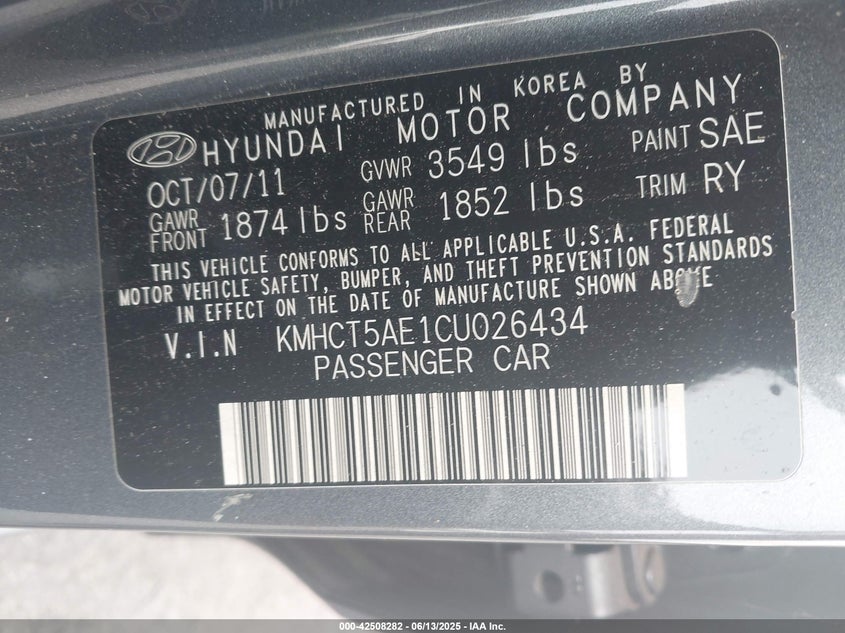 MANUFACTURED IN KOREA BY
HYUNDAI MOTOR COMPANY
OCT/07/11 GVWR 3549 lbs PAINT SAE
GAWR FRONT 1874 lbs GAWR REAR 1852 lbs TRIM RY
THIS VEHICLE CONFORMS TO ALL APPLICABLE U.S.A. FEDERAL
MOTOR VEHICLE SAFETY, BUMPER, AND THEFT PREVENTION STANDARDS
IN EFFECT ON THE DATE OF MANUFACTURE SHOWN ABOVE
V.I.N KMHCT5AE1CU026434
PASSENGER CAR
000-42508282 - 06/13/2025 - IAA Inc.